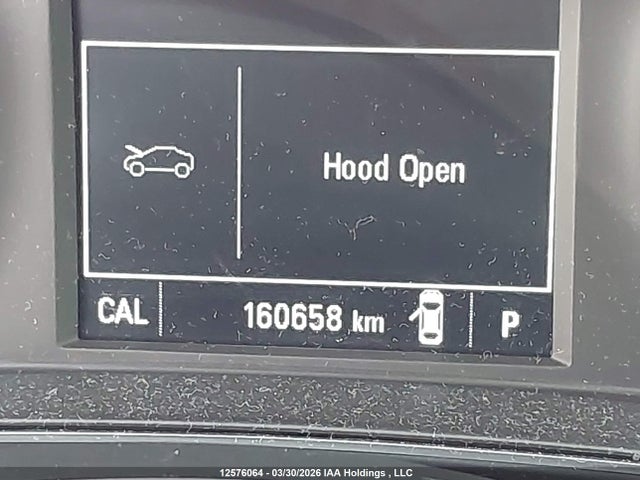 Hood Open
CAL 160658 km P
12576064 - 03/30/2026 IAA Holdings , LLC